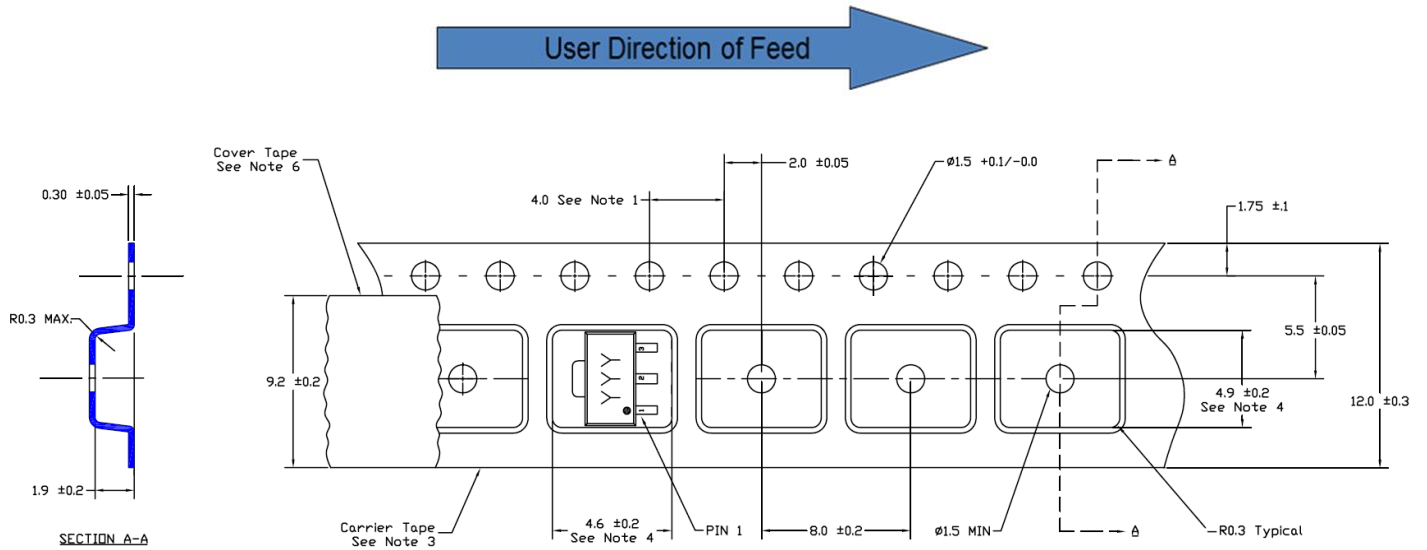 User Direction of Feed
Cover Tape
See Note 6
2.0 ±0.05
ø1.5 +0.1/-0.0
A
0.30 ±0.05
4.0 See Note 1
1.75 ±.1
R0.3 MAX.
5.5 ±0.05
9.2 ±0.2
YYY
3
2
1
4.9 ±0.2
See Note 4
12.0 ±0.3
1.9 ±0.2
Carrier Tape
See Note 3
4.6 ±0.2
See Note 4
PIN 1
8.0 ±0.2
ø1.5 MIN
A
R0.3 Typical
SECTION A-A